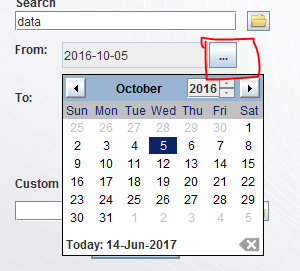 Search
data
From: 2016-10-05 ...
October 2016
Sun Mon Tue Wed Thu Fri Sat
25 26 27 28 29 30 1
2 3 4 5 6 7 8
9 10 11 12 13 14 15
16 17 18 19 20 21 22
23 24 25 26 27 28 29
30 31 1 2 3 4 5
Today: 14-Jun-2017
To:
Custom